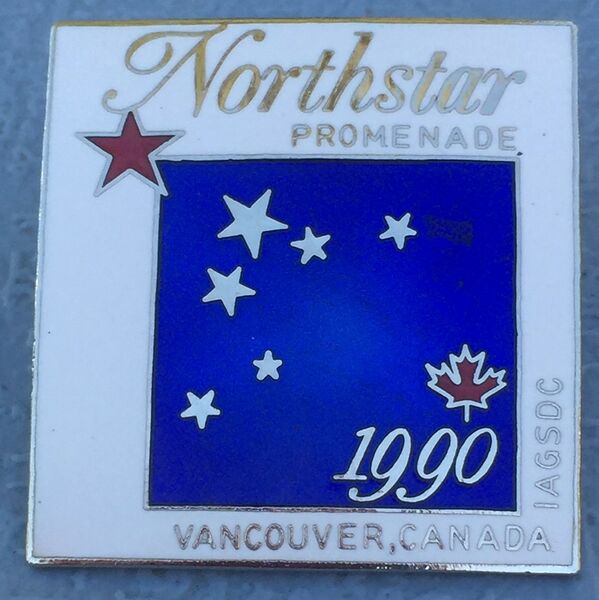 Northstar
PROMENADE
1990
VANCOUVER, CANADA
IAGSDC